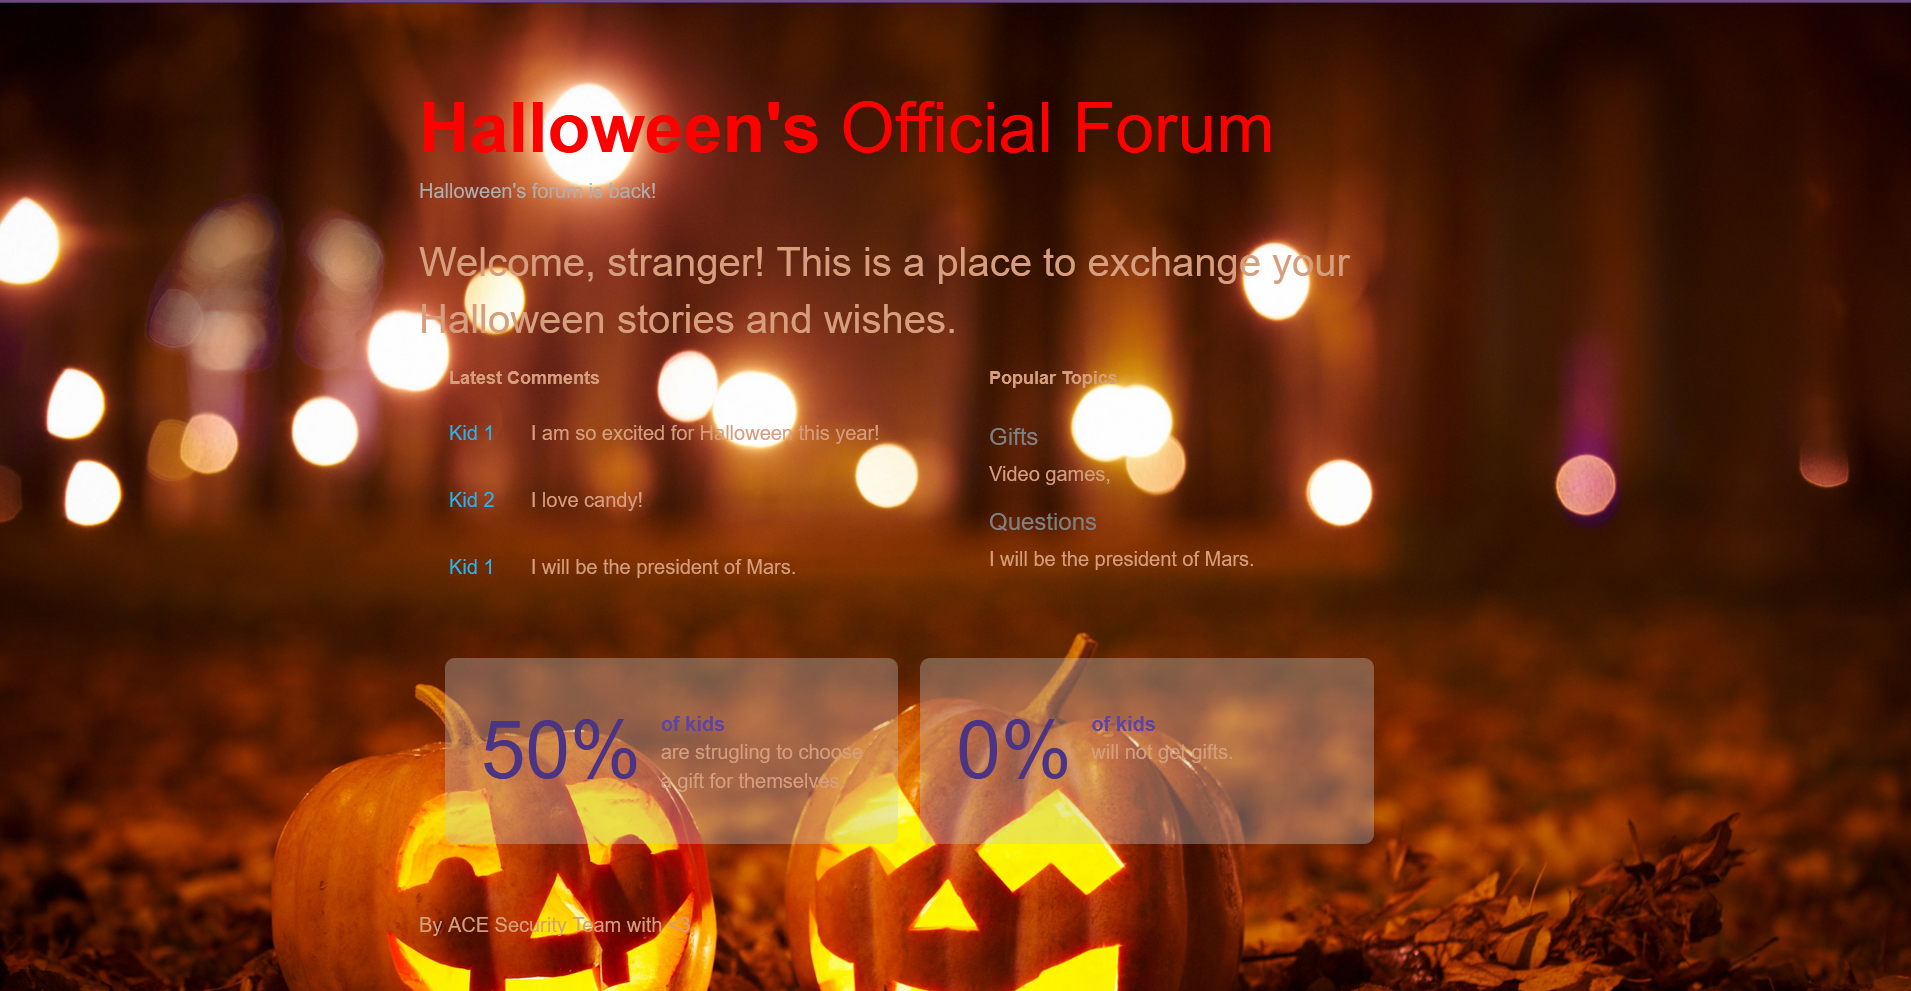 Halloween's Official Forum
Halloween's forum is back!
Welcome, stranger! This is a place to exchange your
Halloween stories and wishes.
Latest Comments
Kid 1 I am so excited for Halloween this year!
Kid 2 I love candy!
Kid 1 I will be the president of Mars.
Popular Topics
Gifts
Video games,
Questions
I will be the president of Mars.
50% of kids
are strugling to choose
a gift for themselves.
0% of kids
will not get gifts.
By ACE Security Team with <3